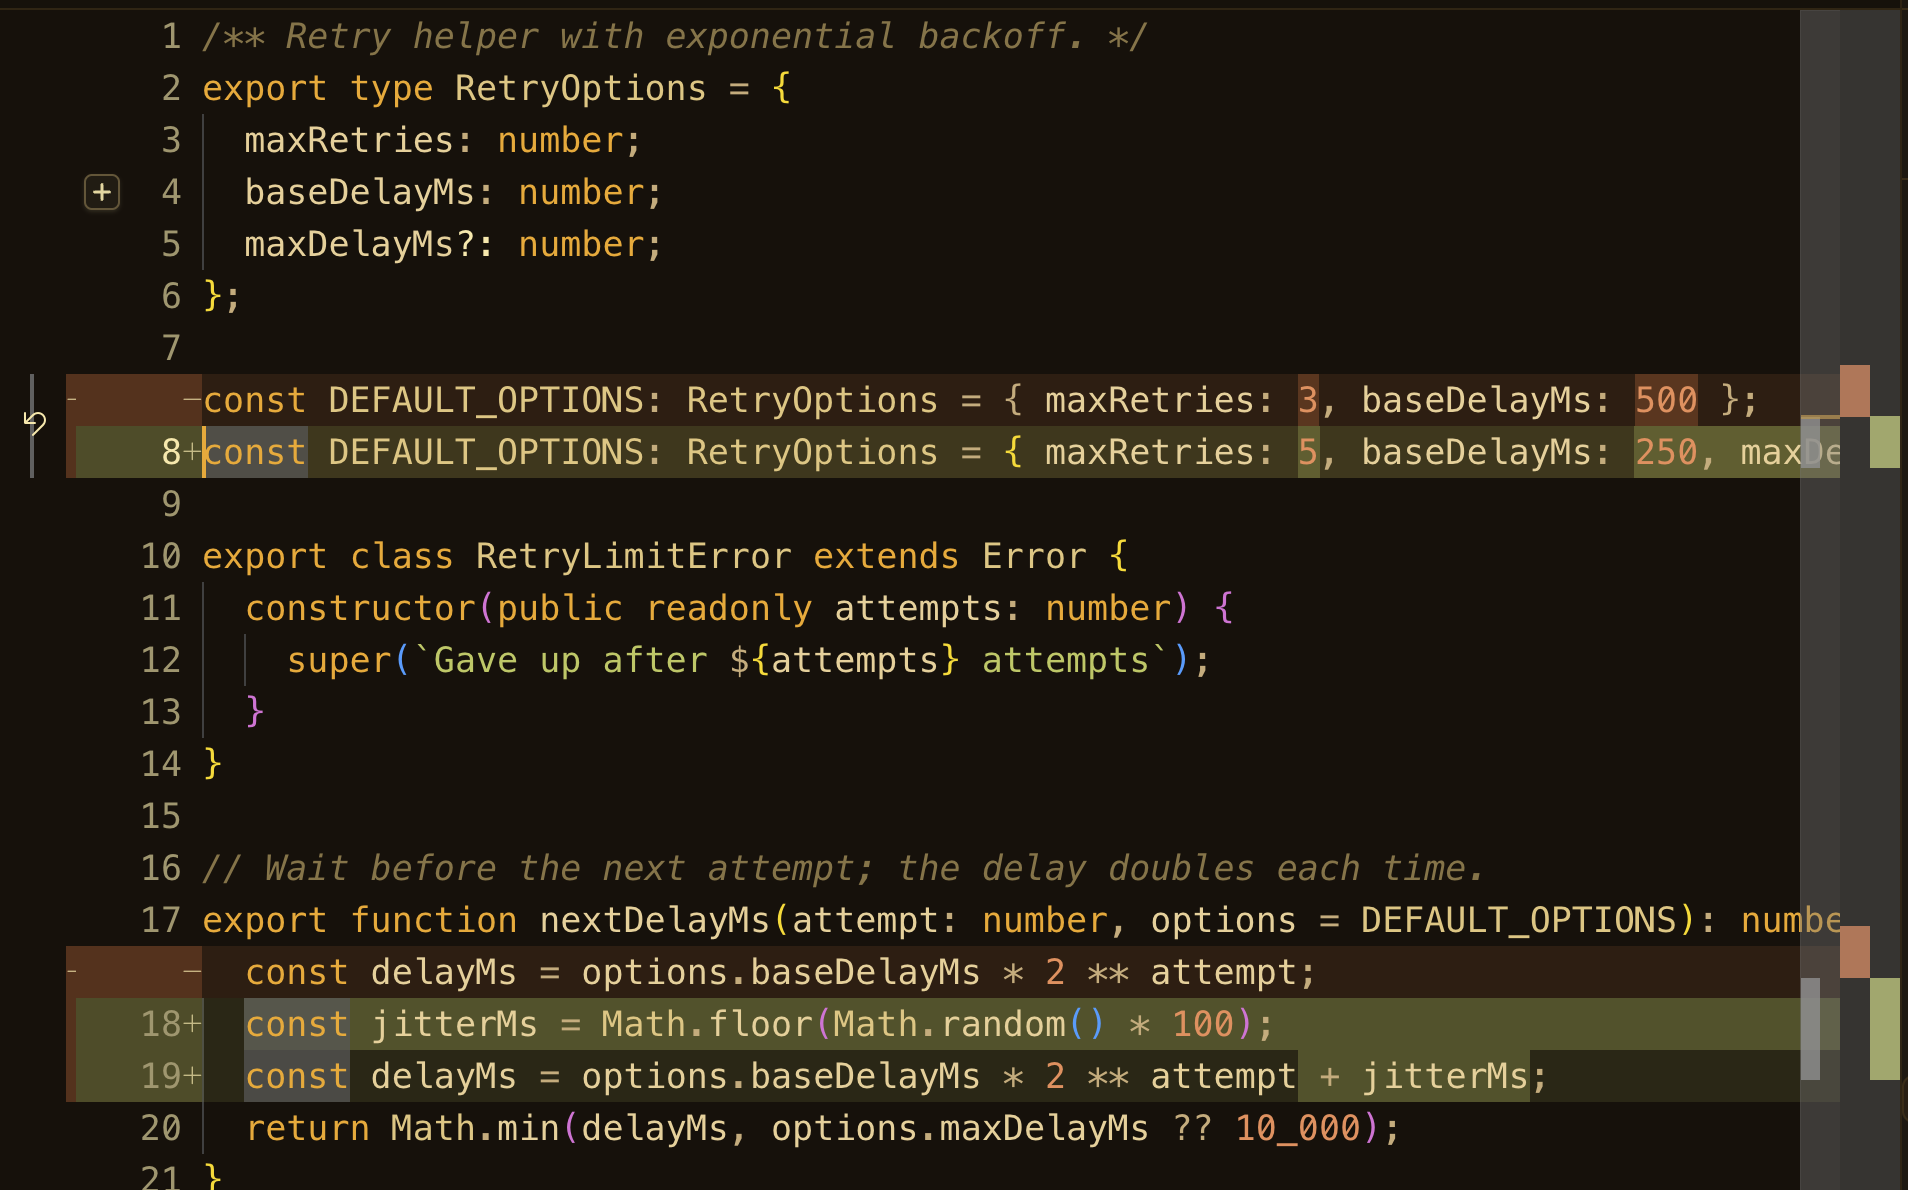 1 /** Retry helper with exponential backoff. */
2 export type RetryOptions = {
3 maxRetries: number;
+ 4 baseDelayMs: number;
5 maxDelayMs?: number;
6 };
7
- −const DEFAULT_OPTIONS: RetryOptions = { maxRetries: 3, baseDelayMs: 500 };
8+const DEFAULT_OPTIONS: RetryOptions = { maxRetries: 5, baseDelayMs: 250, maxDe
9
10 export class RetryLimitError extends Error {
11 constructor(public readonly attempts: number) {
12 super(`Gave up after ${attempts} attempts`);
13 }
14 }
15
16 // Wait before the next attempt; the delay doubles each time.
17 export function nextDelayMs(attempt: number, options = DEFAULT_OPTIONS): numbe
- − const delayMs = options.baseDelayMs * 2 ** attempt;
18+ const jitterMs = Math.floor(Math.random() * 100);
19+ const delayMs = options.baseDelayMs * 2 ** attempt + jitterMs;
20 return Math.min(delayMs, options.maxDelayMs ?? 10_000);
21 }